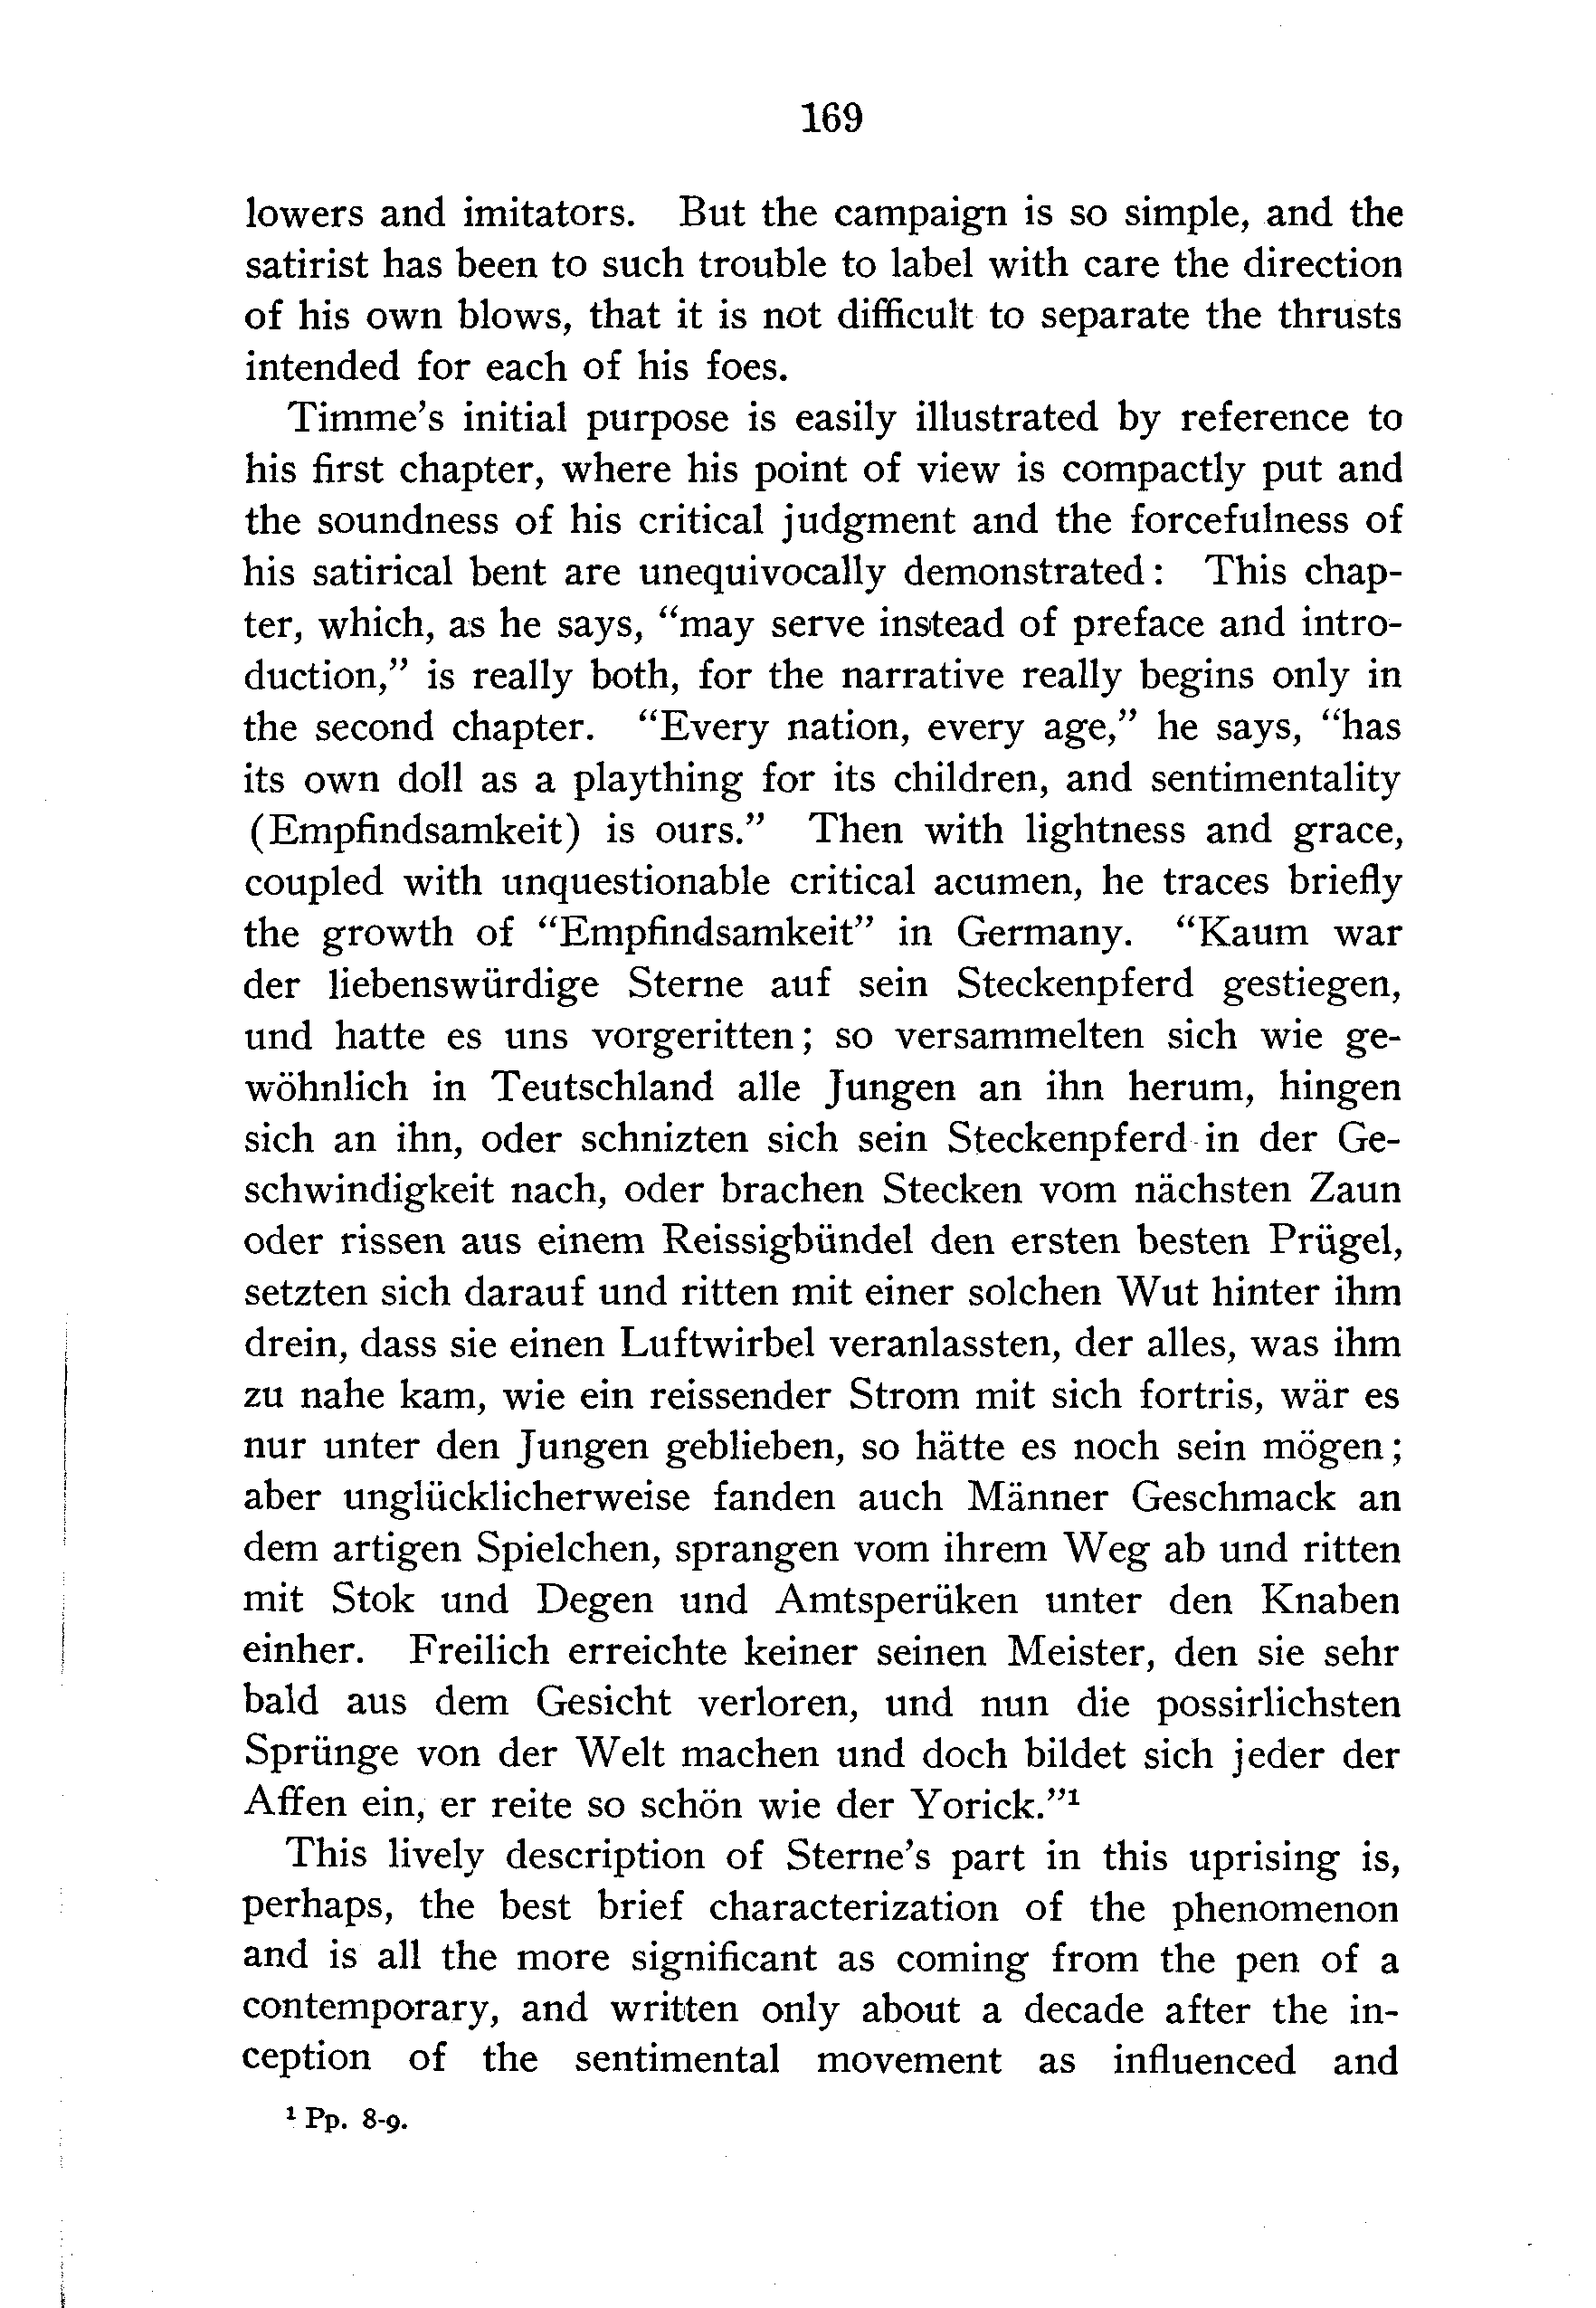 169
lowers and imitators. But the campaign is so simple, and the
satirist has been to such trouble to label with care the direction
of his own blows, that it is not difficult to separate the thrusts
intended for each of his foes.
Timme's initial purpose is easily illustrated by reference to
his first chapter, where his point of view is compactly put and
the soundness of his critical judgment and the forcefulness of
his satirical bent are unequivocally demonstrated: This chap-
ter, which, as he says, “may serve instead of preface and intro-
duction,” is really both, for the narrative really begins only in
the second chapter. “Every nation, every age,” he says, “has
its own doll as a plaything for its children, and sentimentality
(Empfindsamkeit) is ours.” Then with lightness and grace,
coupled with unquestionable critical acumen, he traces briefly
the growth of “Empfindsamkeit” in Germany. “Kaum war
der liebenswürdige Sterne auf sein Steckenpferd gestiegen,
und hatte es uns vorgeritten; so versammelten sich wie ge-
wöhnlich in Teutschland alle Jungen an ihn herum, hingen
sich an ihn, oder schnizten sich sein Steckenpferd in der Ge-
schwindigkeit nach, oder brachen Stecken vom nächsten Zaun
oder rissen aus einem Reissigbündel den ersten besten Prügel,
setzten sich darauf und ritten mit einer solchen Wut hinter ihm
drein, dass sie einen Luftwirbel veranlassten, der alles, was ihm
zu nahe kam, wie ein reissender Strom mit sich fortris, wär es
nur unter den Jungen geblieben, so hätte es noch sein mögen;
aber unglücklicherweise fanden auch Männer Geschmack an
dem artigen Spielchen, sprangen vom ihrem Weg ab und ritten
mit Stok und Degen und Amtsperüken unter den Knaben
einher. Freilich erreichte keiner seinen Meister, den sie sehr
bald aus dem Gesicht verloren, und nun die possirlichsten
Sprünge von der Welt machen und doch bildet sich jeder der
Affen ein, er reite so schön wie der Yorick.”¹
This lively description of Sterne's part in this uprising is,
perhaps, the best brief characterization of the phenomenon
and is all the more significant as coming from the pen of a
contemporary, and written only about a decade after the in-
ception of the sentimental movement as influenced and
¹ Pp. 8-9.